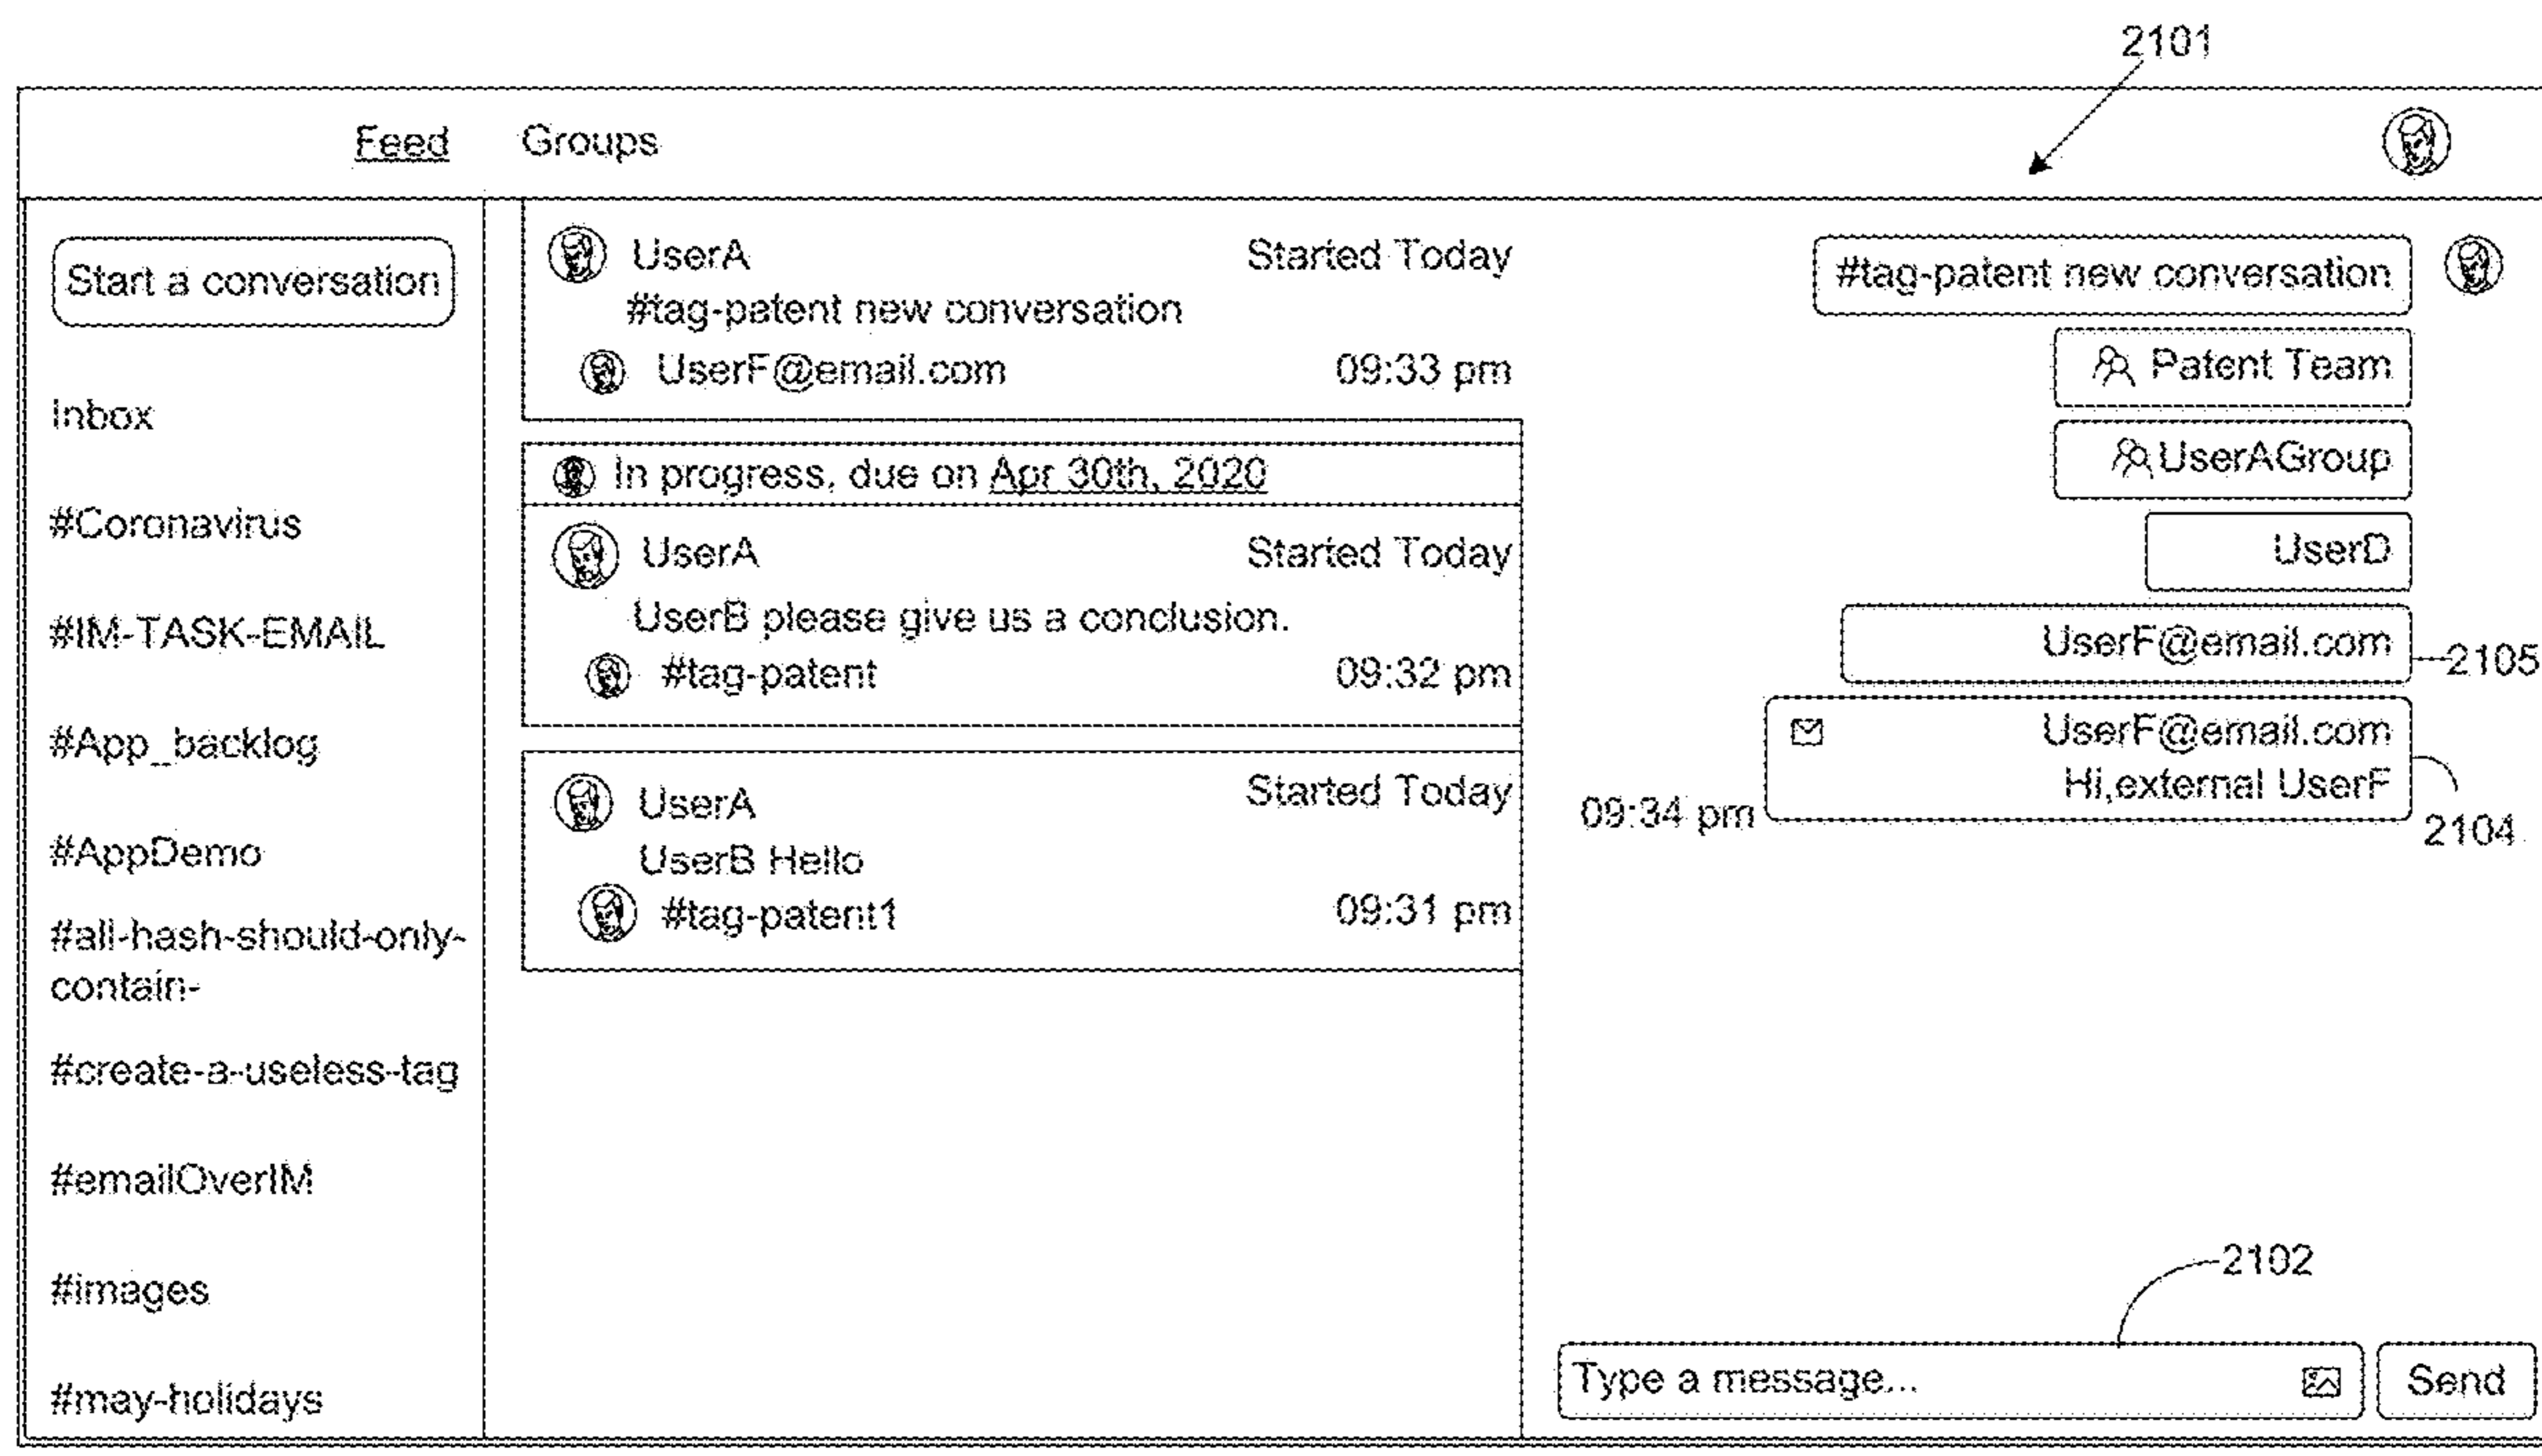 2101
Feed Groups
Start a conversation
Inbox
#Coronavirus
#IM-TASK-EMAIL
#App_backlog
#AppDemo
#all-hash-should-only-
contain-
#create-a-useless-tag
#emailOverIM
#images
#may-holidays
UserA Started Today
#tag-patent new conversation
UserF@email.com 09:33 pm
In progress, due on Apr 30th, 2020
UserA Started Today
UserB please give us a conclusion.
#tag-patent 09:32 pm
UserA Started Today
UserB Hello
#tag-patent1 09:31 pm
#tag-patent new conversation
Patent Team
UserAGroup
UserD
UserF@email.com
2105
UserF@email.com
Hi,external UserF
09:34 pm
2104
2102
Type a message... Send